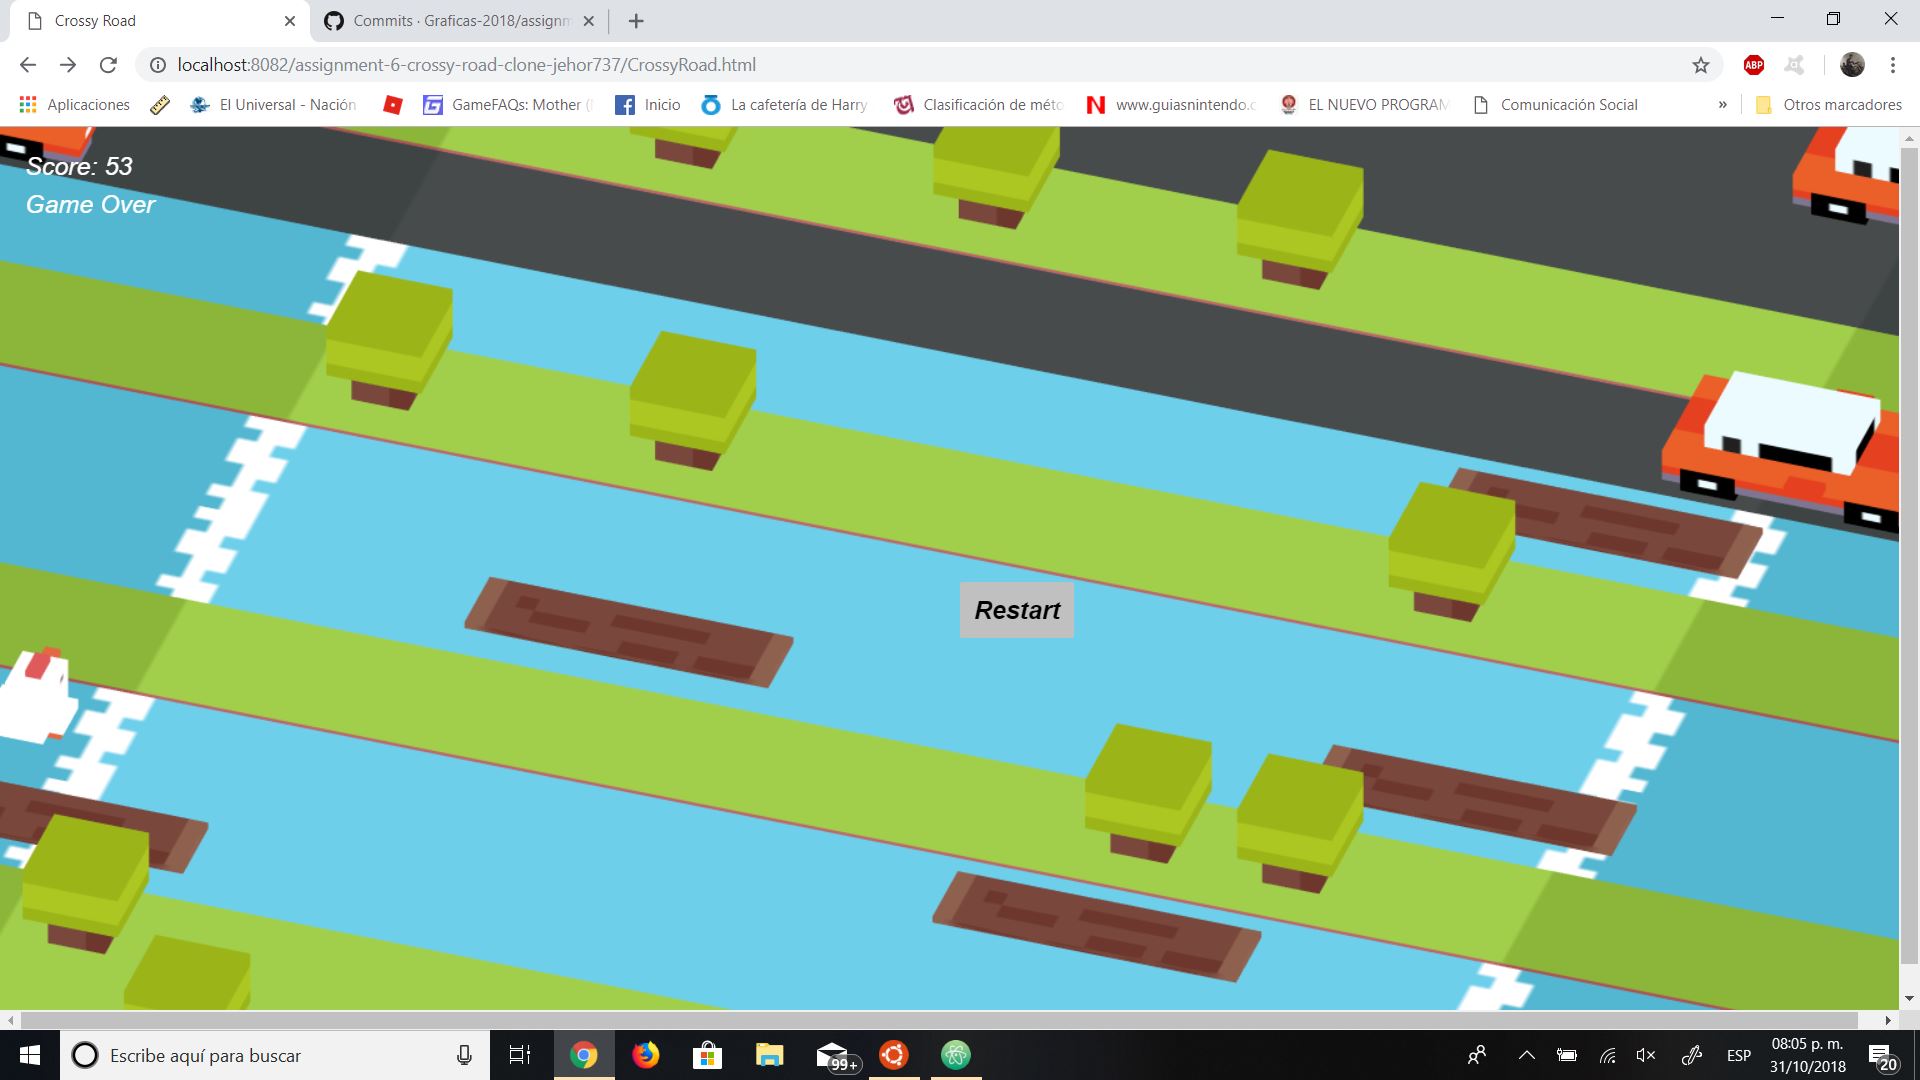 Crossy Road
Commits · Graficas-2018/assignm
localhost:8082/assignment-6-crossy-road-clone-jehor737/CrossyRoad.html
ABP
Aplicaciones
El Universal - Nación
GameFAQs: Mother (
Inicio
La cafetería de Harry
Clasificación de méto
N
www.guiasnintendo.c
EL NUEVO PROGRAM
Comunicación Social
»
Otros marcadores
Score: 53
Game Over
Restart
Escribe aquí para buscar
99+
ESP
08:05 p. m.
31/10/2018
20